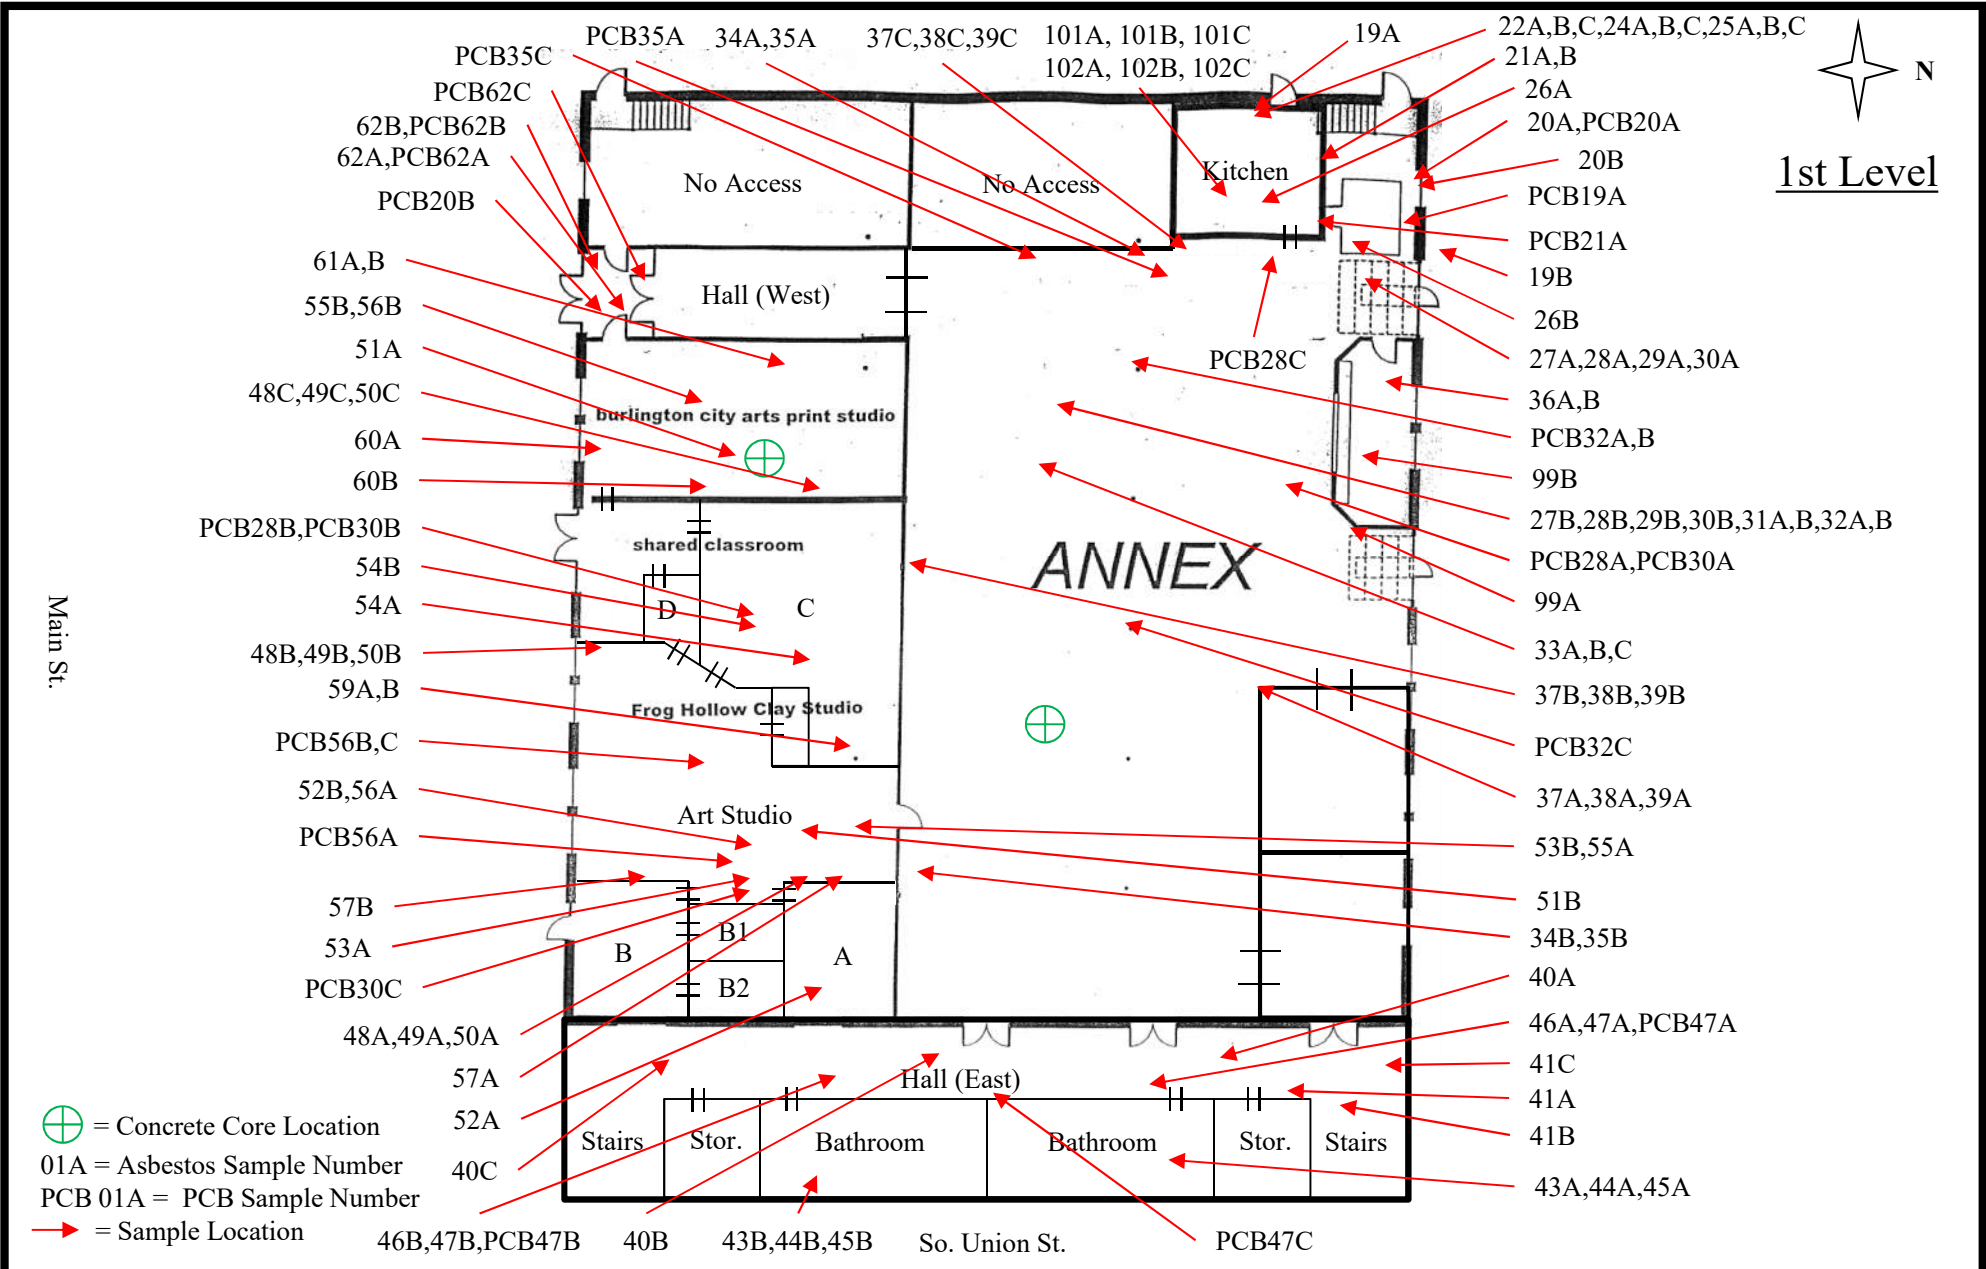 PCB35A
34A,35A
37C,38C,39C
101A, 101B, 101C
102A, 102B, 102C
19A
22A,B,C,24A,B,C,25A,B,C
PCB35C
21A,B
N
PCB62C
26A
62B,PCB62B
20A,PCB20A
62A,PCB62A
20B
1st Level
PCB20B
PCB19A
No Access
No Access
Kitchen
PCB21A
61A,B
19B
55B,56B
Hall (West)
26B
51A
PCB28C
27A,28A,29A,30A
48C,49C,50C
36A,B
burlington city arts print studio
60A
PCB32A,B
60B
99B
PCB28B,PCB30B
27B,28B,29B,30B,31A,B,32A,B
shared classroom
54B
ANNEX
PCB28A,PCB30A
54A
D
C
99A
Main St.
48B,49B,50B
33A,B,C
59A,B
37B,38B,39B
Frog Hollow Clay Studio
PCB56B,C
PCB32C
52B,56A
37A,38A,39A
Art Studio
PCB56A
53B,55A
57B
51B
53A
B
B1
A
34B,35B
PCB30C
B2
40A
48A,49A,50A
46A,47A,PCB47A
57A
Hall (East)
41C
52A
41A
40C
Stairs
Stor.
Bathroom
Bathroom
Stor.
Stairs
41B
43A,44A,45A
46B,47B,PCB47B
40B
43B,44B,45B
So. Union St.
PCB47C
= Concrete Core Location
01A = Asbestos Sample Number
PCB 01A = PCB Sample Number
= Sample Location